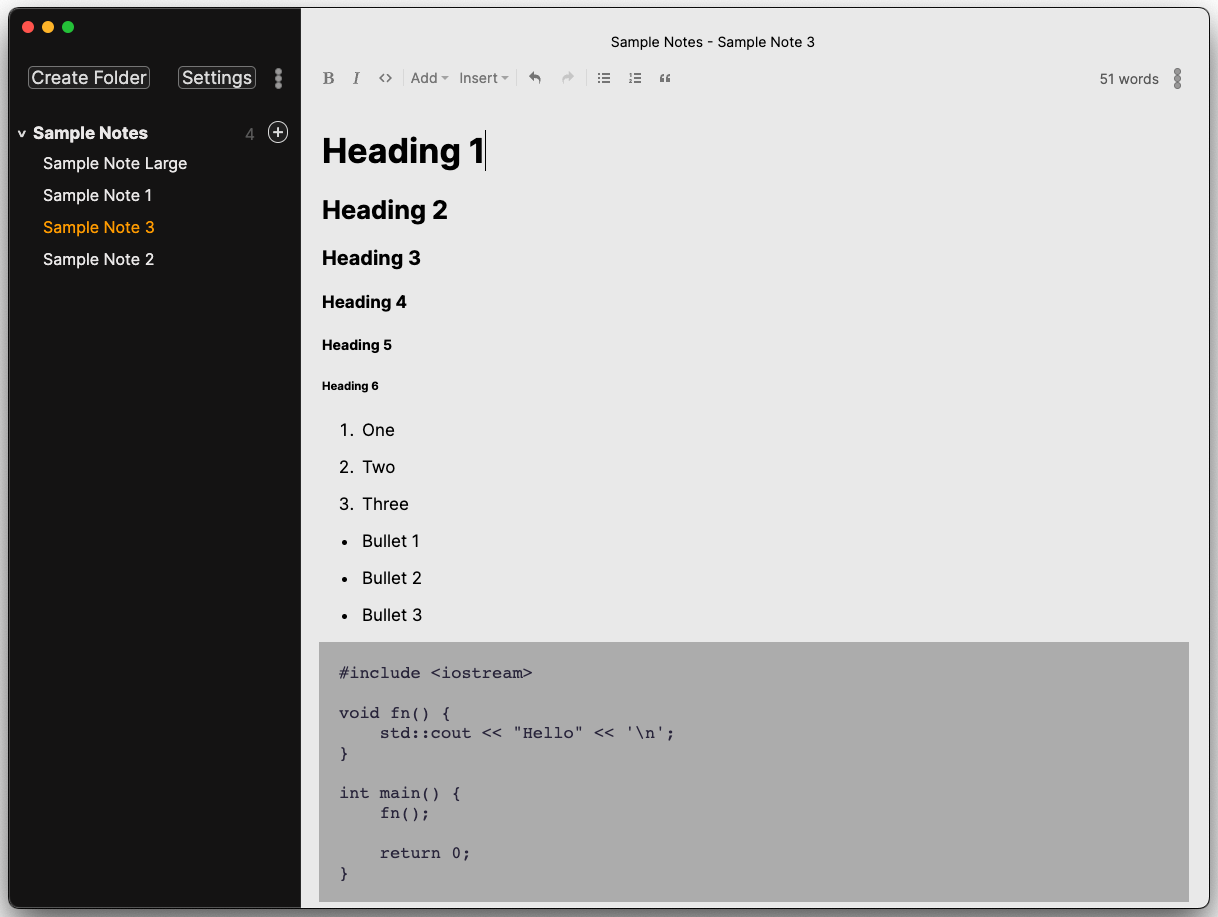 Sample Notes - Sample Note 3
Create Folder Settings
B I <> Add Insert 51 words
Sample Notes 4
Sample Note Large
Sample Note 1
Sample Note 3
Sample Note 2
Heading 1
Heading 2
Heading 3
Heading 4
Heading 5
Heading 6
1. One
2. Two
3. Three
• Bullet 1
• Bullet 2
• Bullet 3
#include <iostream>
void fn() {
    std::cout << "Hello" << '\n';
}
int main() {
    fn();
    return 0;
}